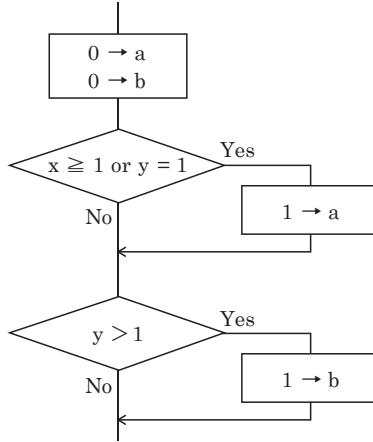 0 → a
0 → b
x ≧ 1 or y = 1
Yes
1 → a
No
y > 1
Yes
1 → b
No